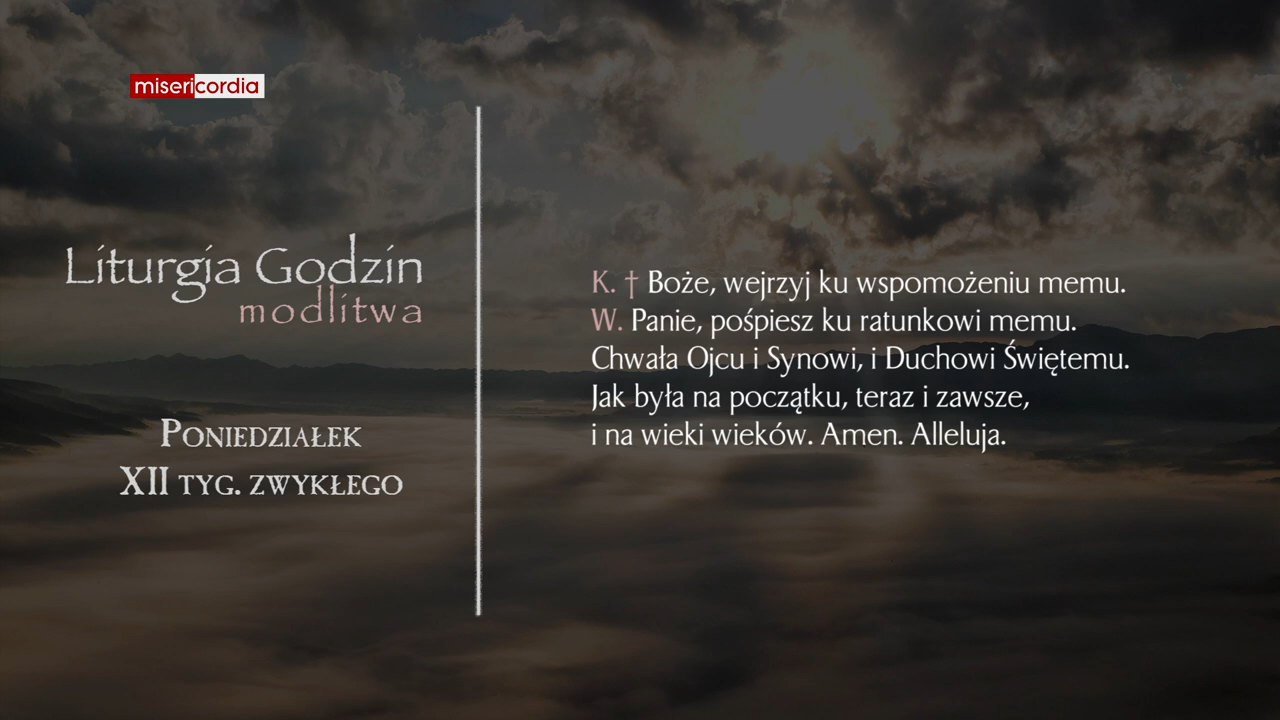 misericordia
Liturgia Godzin
modlitwa
Poniedziałek
XII tyg. zwykłego
K. † Boże, wejrzyj ku wspomożeniu memu.
W. Panie, pośpiesz ku ratunkowi memu.
Chwała Ojcu i Synowi, i Duchowi Świętemu.
Jak była na początku, teraz i zawsze,
i na wieki wieków. Amen. Alleluja.